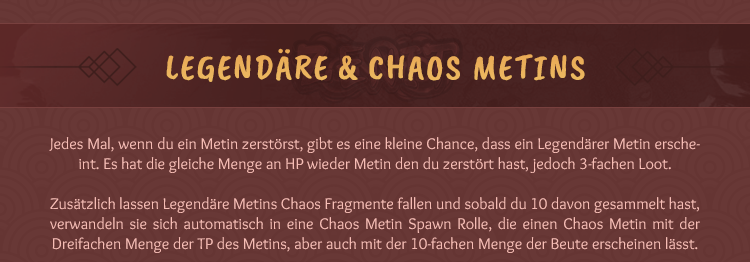 LEGENDÄRE & CHAOS METINS
Jedes Mal, wenn du ein Metin zerstörst, gibt es eine kleine Chance, dass ein Legendärer Metin ersche-
int. Es hat die gleiche Menge an HP wieder Metin den du zerstört hast, jedoch 3-fachen Loot.
Zusätzlich lassen Legendäre Metins Chaos Fragmente fallen und sobald du 10 davon gesammelt hast,
verwandeln sie sich automatisch in eine Chaos Metin Spawn Rolle, die einen Chaos Metin mit der
Dreifachen Menge der TP des Metins, aber auch mit der 10-fachen Menge der Beute erscheinen lässt.